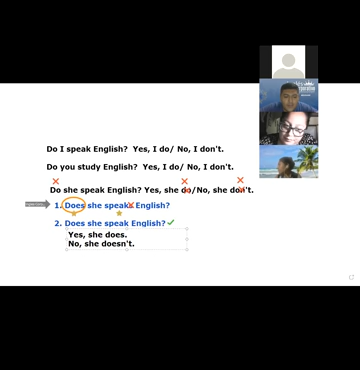 Do I speak English? Yes, I do/ No, I don't.
Do you study English? Yes, I do/ No, I don't.
Do she speak English? Yes, she do/No, she don't.
1. Does she speaks English?
2. Does she speak English?
Yes, she does.
No, she doesn't.